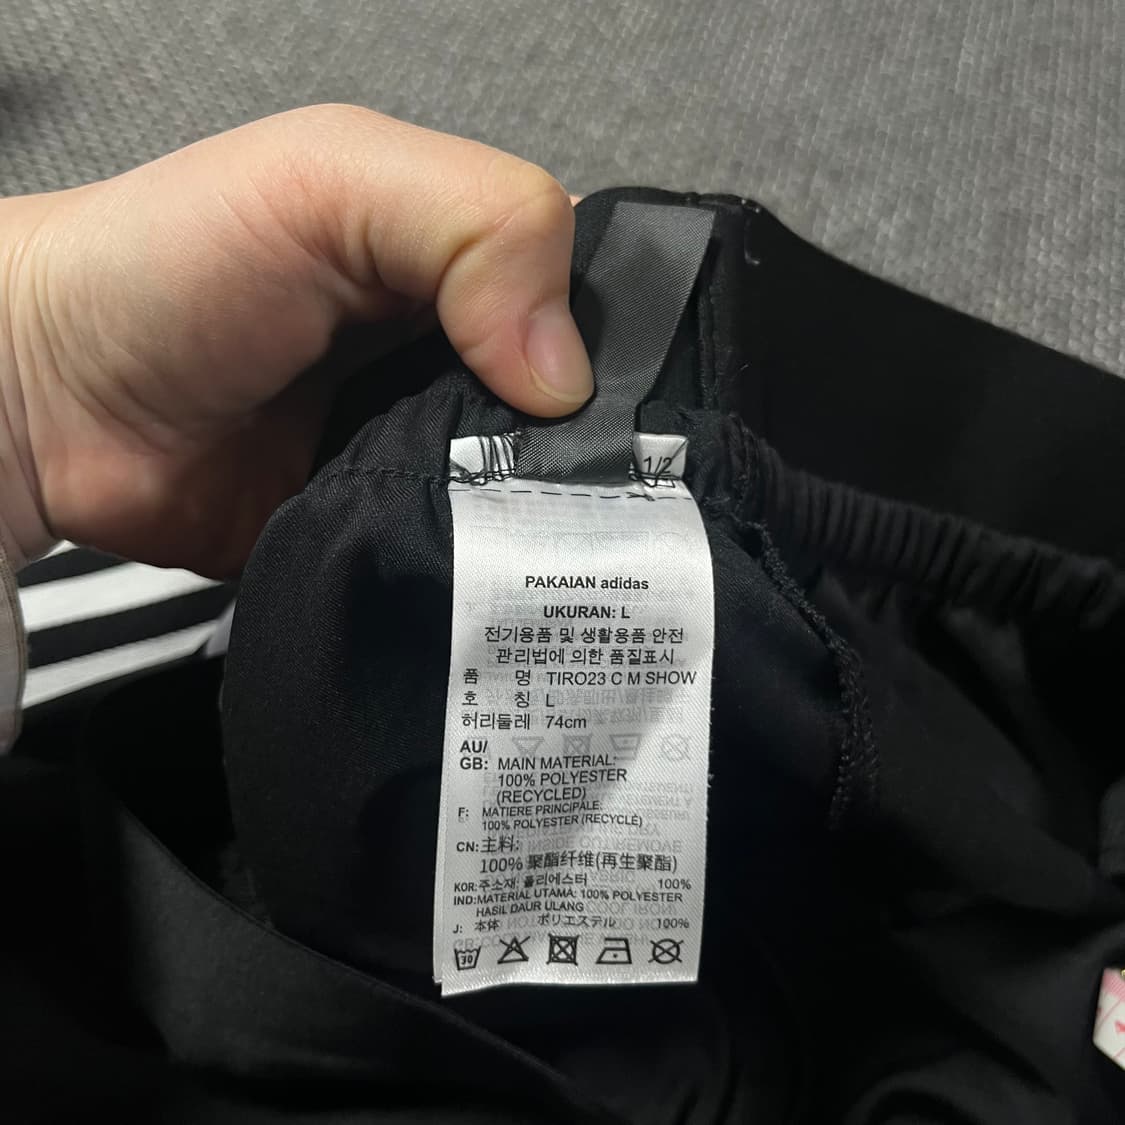 1/2
PAKAIAN adidas
UKURAN: L
전기용품 및 생활용품 안전
관리법에 의한 품질표시
품 명 TIRO23 C M SHOW
호 칭 L
허리둘레 74cm
AU/
GB: MAIN MATERIAL:
100% POLYESTER
(RECYCLED)
F: MATIERE PRINCIPALE:
100% POLYESTER (RECYCLÉ)
CN: 主料:
100% 聚酯纤维(再生聚酯)
KOR: 주소재: 폴리에스터 100%
IND: MATERIAL UTAMA: 100% POLYESTER
HASIL DAUR ULANG
J: 本体 ポリエステル 100%
30